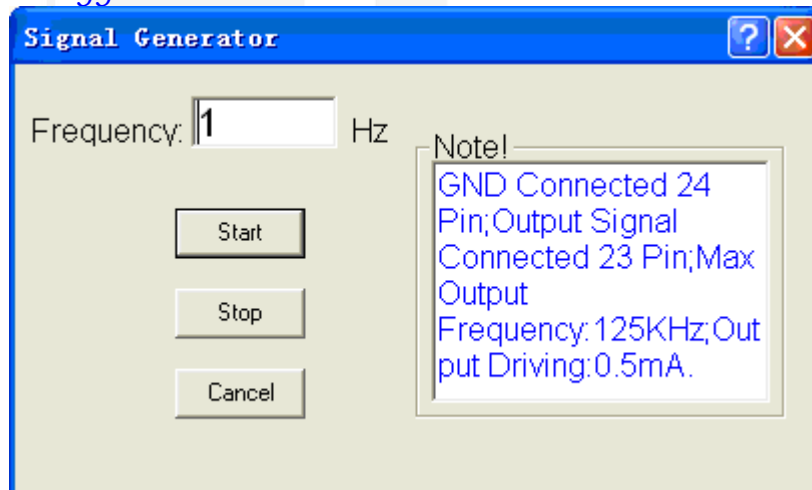 Signal Generator
Frequency: 1 Hz
Note!
GND Connected 24
Pin;Output Signal
Connected 23 Pin;Max
Output
Frequency:125KHz;Out
put Driving:0.5mA.
Start
Stop
Cancel